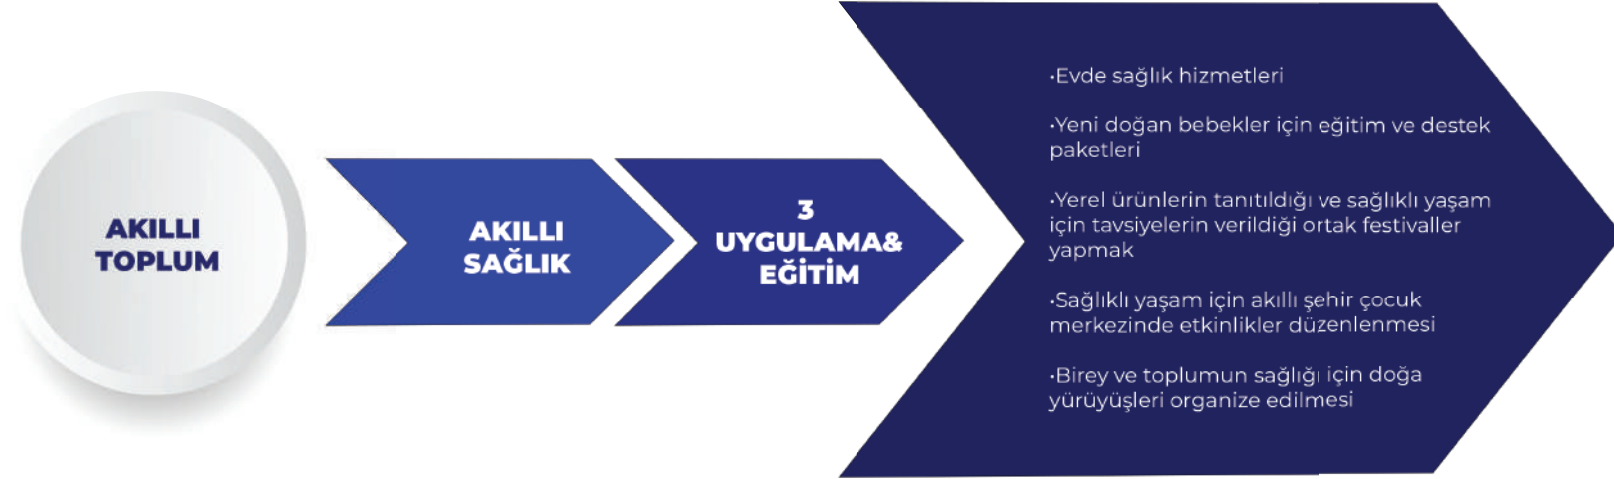 AKILLI
TOPLUM
AKILLI
SAĞLIK
3
UYGULAMA&
EĞİTİM
•Evde sağlık hizmetleri
•Yeni doğan bebekler için eğitim ve destek
paketleri
•Yerel ürünlerin tanıtıldığı ve sağlıklı yaşam
için tavsiyelerin verildiği ortak festivaller
yapmak
•Sağlıklı yaşam için akıllı şehir çocuk
merkezinde etkinlikler düzenlenmesi
•Birey ve toplumun sağlığı için doğa
yürüyüşleri organize edilmesi